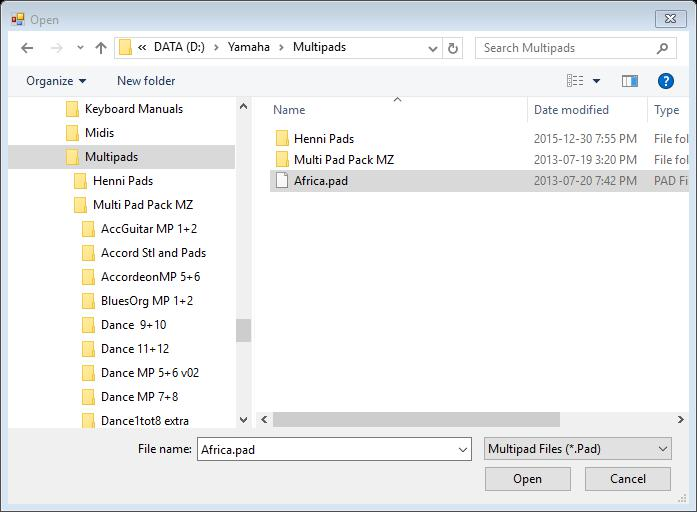 Open
« DATA (D:) > Yamaha > Multipads
Search Multipads
Organize
New folder
?
Keyboard Manuals
Midis
Multipads
Henni Pads
Multi Pad Pack MZ
AccGuitar MP 1+2
Accord Stl and Pads
AccordeonMP 5+6
BluesOrg MP 1+2
Dance  9+10
Dance 11+12
Dance MP 5+6 v02
Dance MP 7+8
Dance1tot8 extra
Name Date modified Type
Henni Pads 2015-12-30 7:55 PM File fol
Multi Pad Pack MZ 2013-07-19 3:20 PM File fol
Africa.pad 2013-07-20 7:42 PM PAD Fi
File name: Africa.pad
Multipad Files (*.Pad)
Open
Cancel